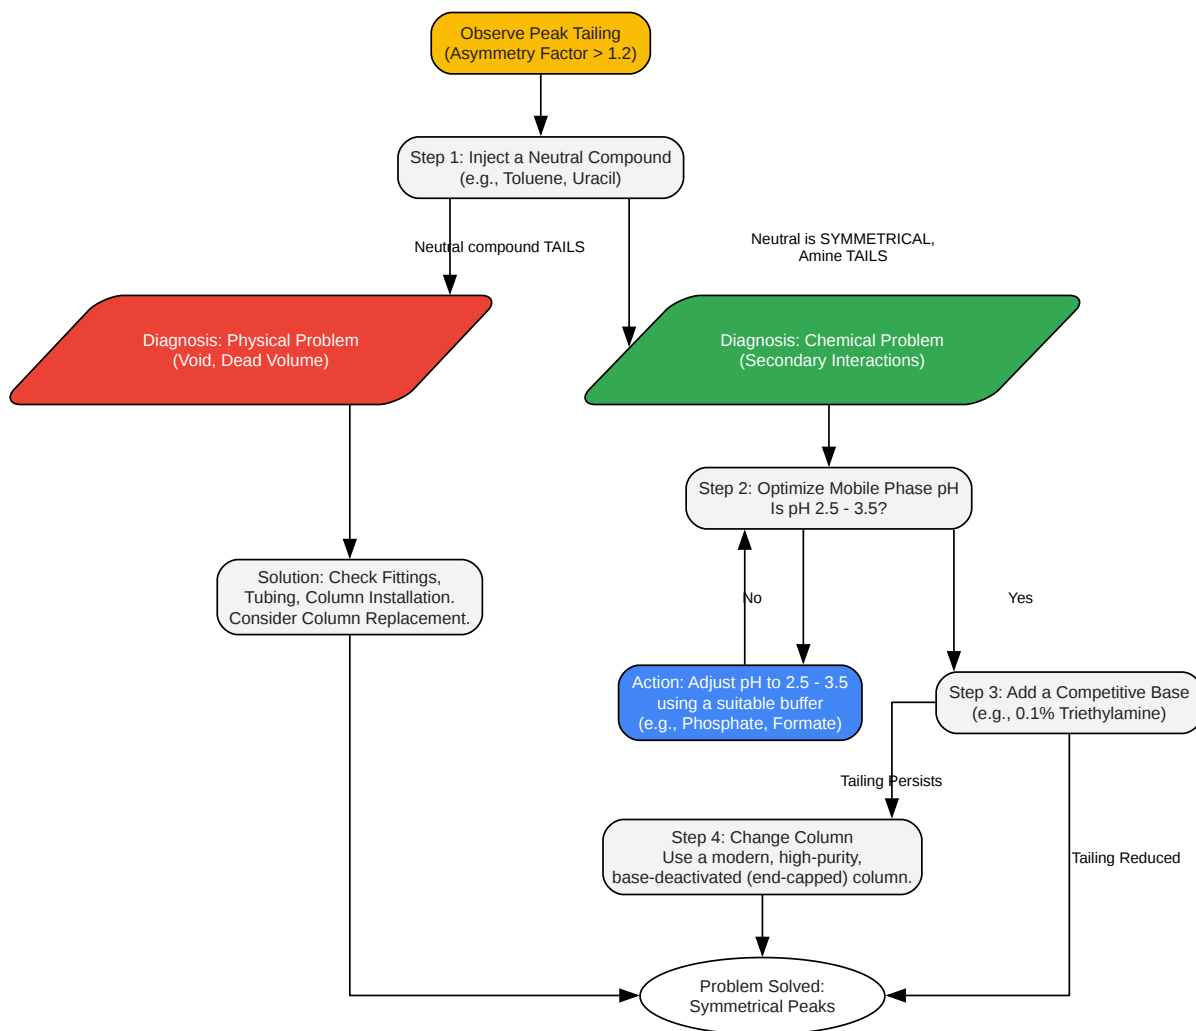 Observe Peak Tailing
(Asymmetry Factor > 1.2)
Step 1: Inject a Neutral Compound
(e.g., Toluene, Uracil)
Neutral compound TAILS
Neutral is SYMMETRICAL,
Amine TAILS
Diagnosis: Physical Problem
(Void, Dead Volume)
Diagnosis: Chemical Problem
(Secondary Interactions)
Step 2: Optimize Mobile Phase pH
Is pH 2.5 - 3.5?
Solution: Check Fittings,
Tubing, Column Installation.
Consider Column Replacement.
No
Yes
Action: Adjust pH to 2.5 - 3.5
using a suitable buffer
(e.g., Phosphate, Formate)
Step 3: Add a Competitive Base
(e.g., 0.1% Triethylamine)
Tailing Persists
Step 4: Change Column
Use a modern, high-purity,
base-deactivated (end-capped) column.
Tailing Reduced
Problem Solved:
Symmetrical Peaks